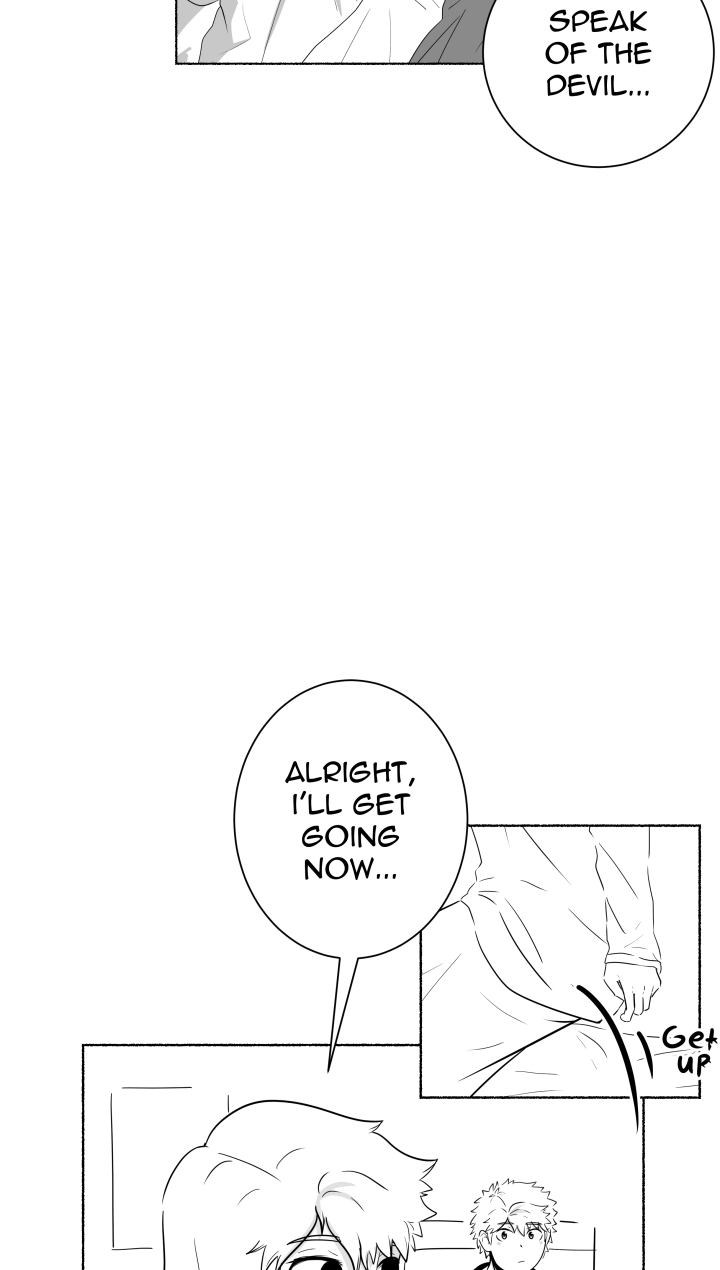 SPEAK
OF THE
DEVIL...
ALRIGHT,
I'LL GET
GOING
NOW...
Get
up